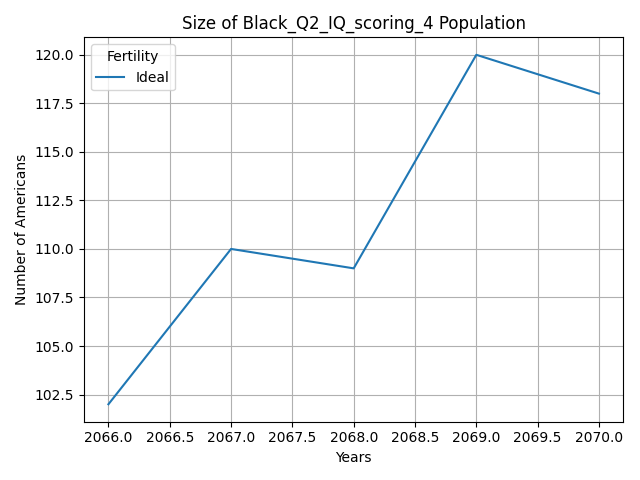 Size of Black_Q2_IQ_scoring_4 Population
Fertility
Ideal
120.0
117.5
115.0
112.5
110.0
107.5
105.0
102.5
Number of Americans
2066.0 2066.5 2067.0 2067.5 2068.0 2068.5 2069.0 2069.5 2070.0
Years